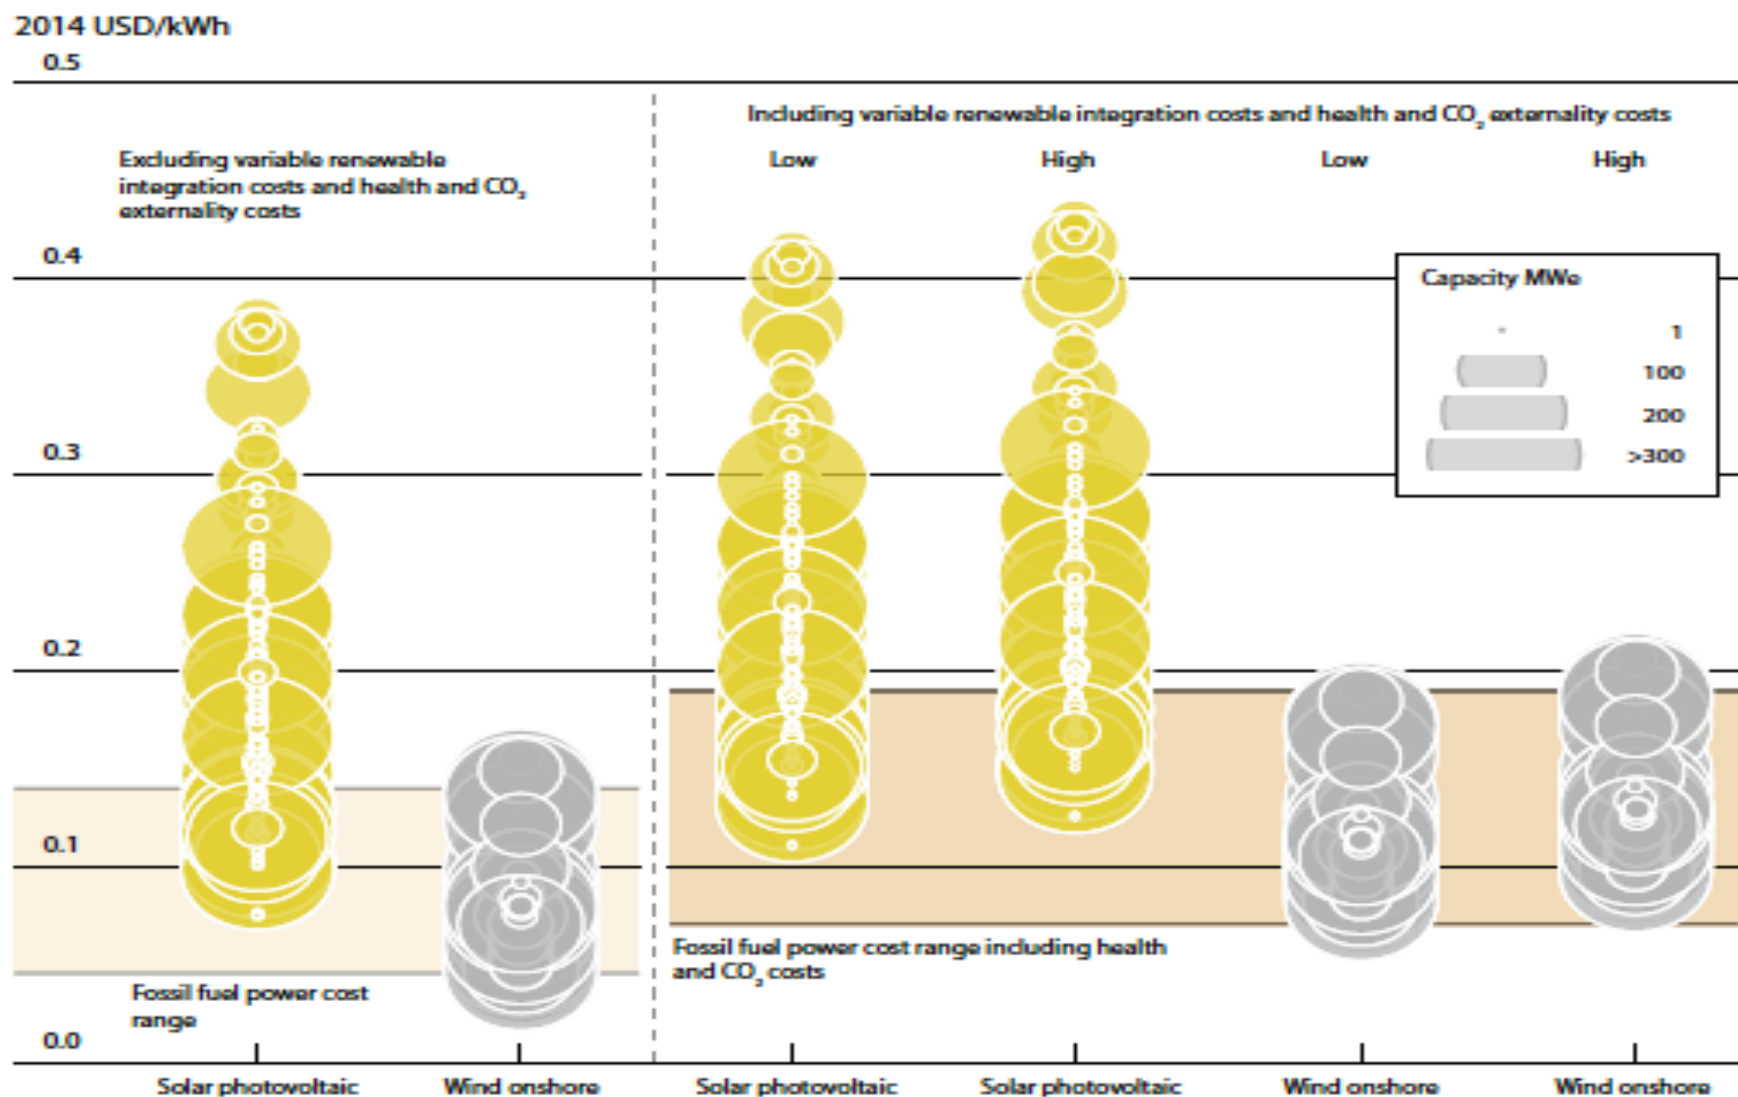 2014 USD/kWh
0.5
Including variable renewable integration costs and health and CO₂ externality costs
Excluding variable renewable
integration costs and health and CO₂
externality costs
Low
High
Low
High
0.4
Capacity MWe
1
100
200
>300
0.3
0.2
0.1
Fossil fuel power cost range including health
and CO₂ costs
Fossil fuel power cost
range
0.0
Solar photovoltaic
Wind onshore
Solar photovoltaic
Solar photovoltaic
Wind onshore
Wind onshore